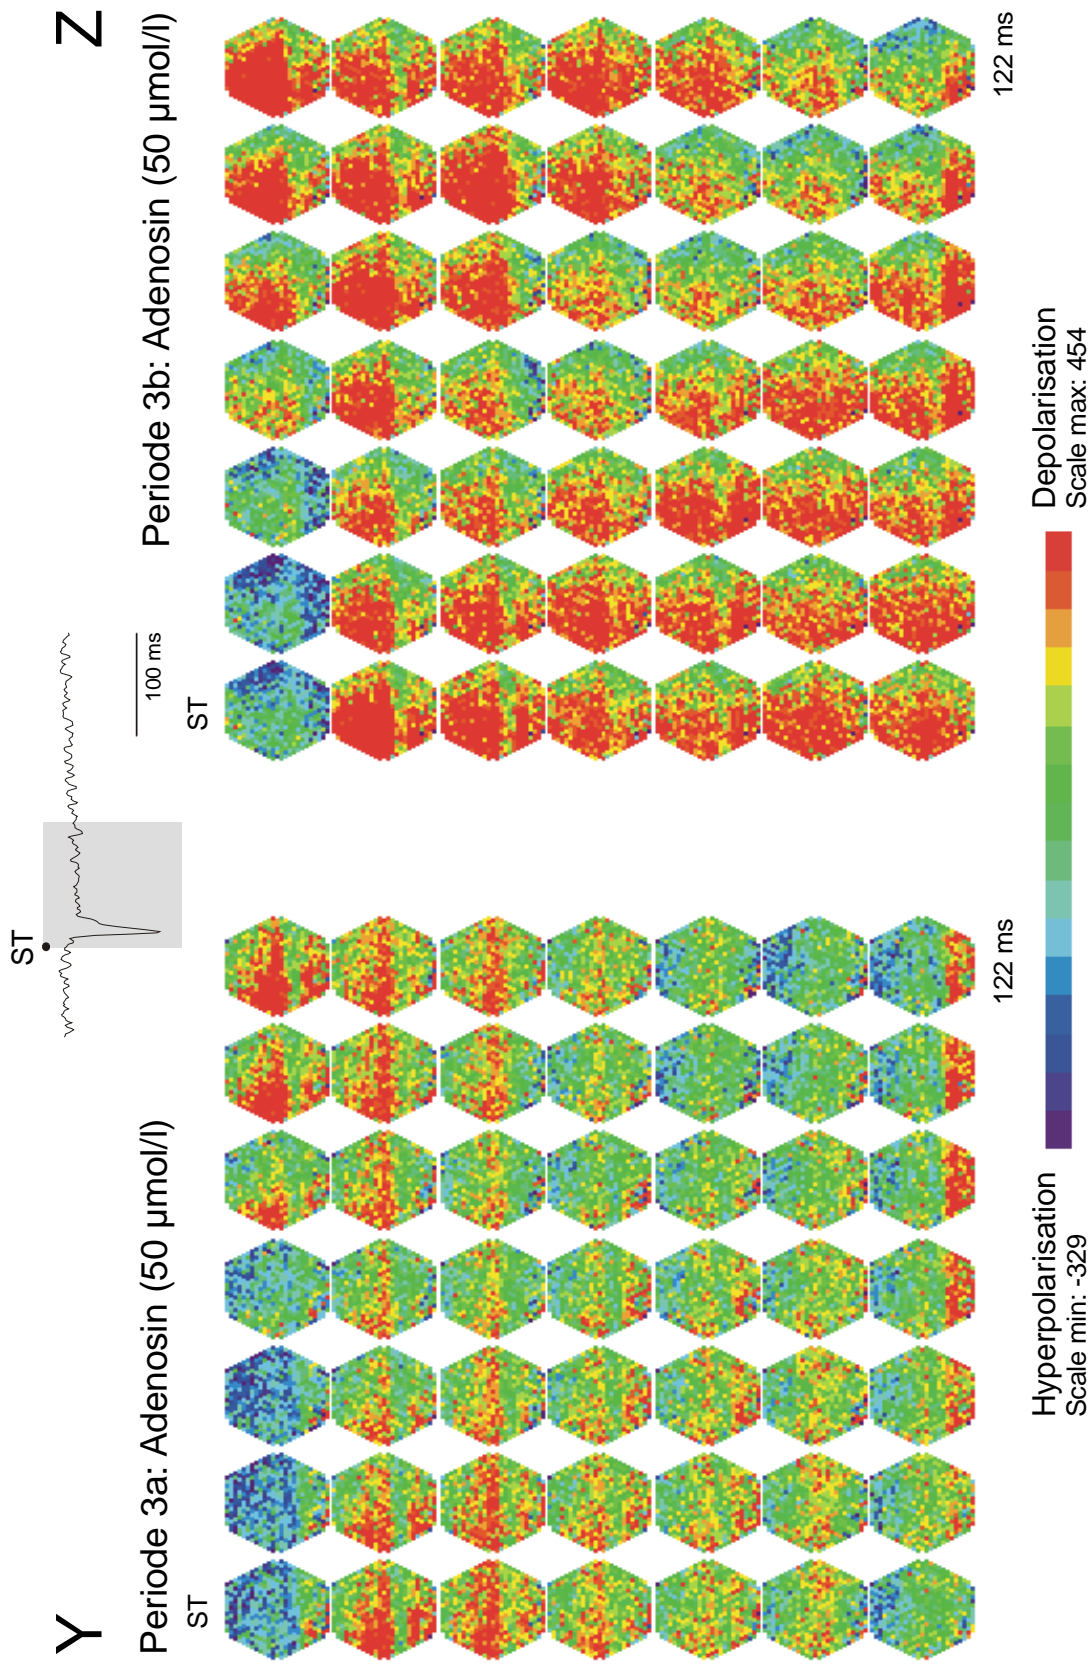 Y
Z
ST
100 ms
Periode 3a: Adenosin (50 µmol/l)
Periode 3b: Adenosin (50 µmol/l)
ST
ST
122 ms
122 ms
Hyperpolarisation
Scale min: -329
Depolarisation
Scale max: 454